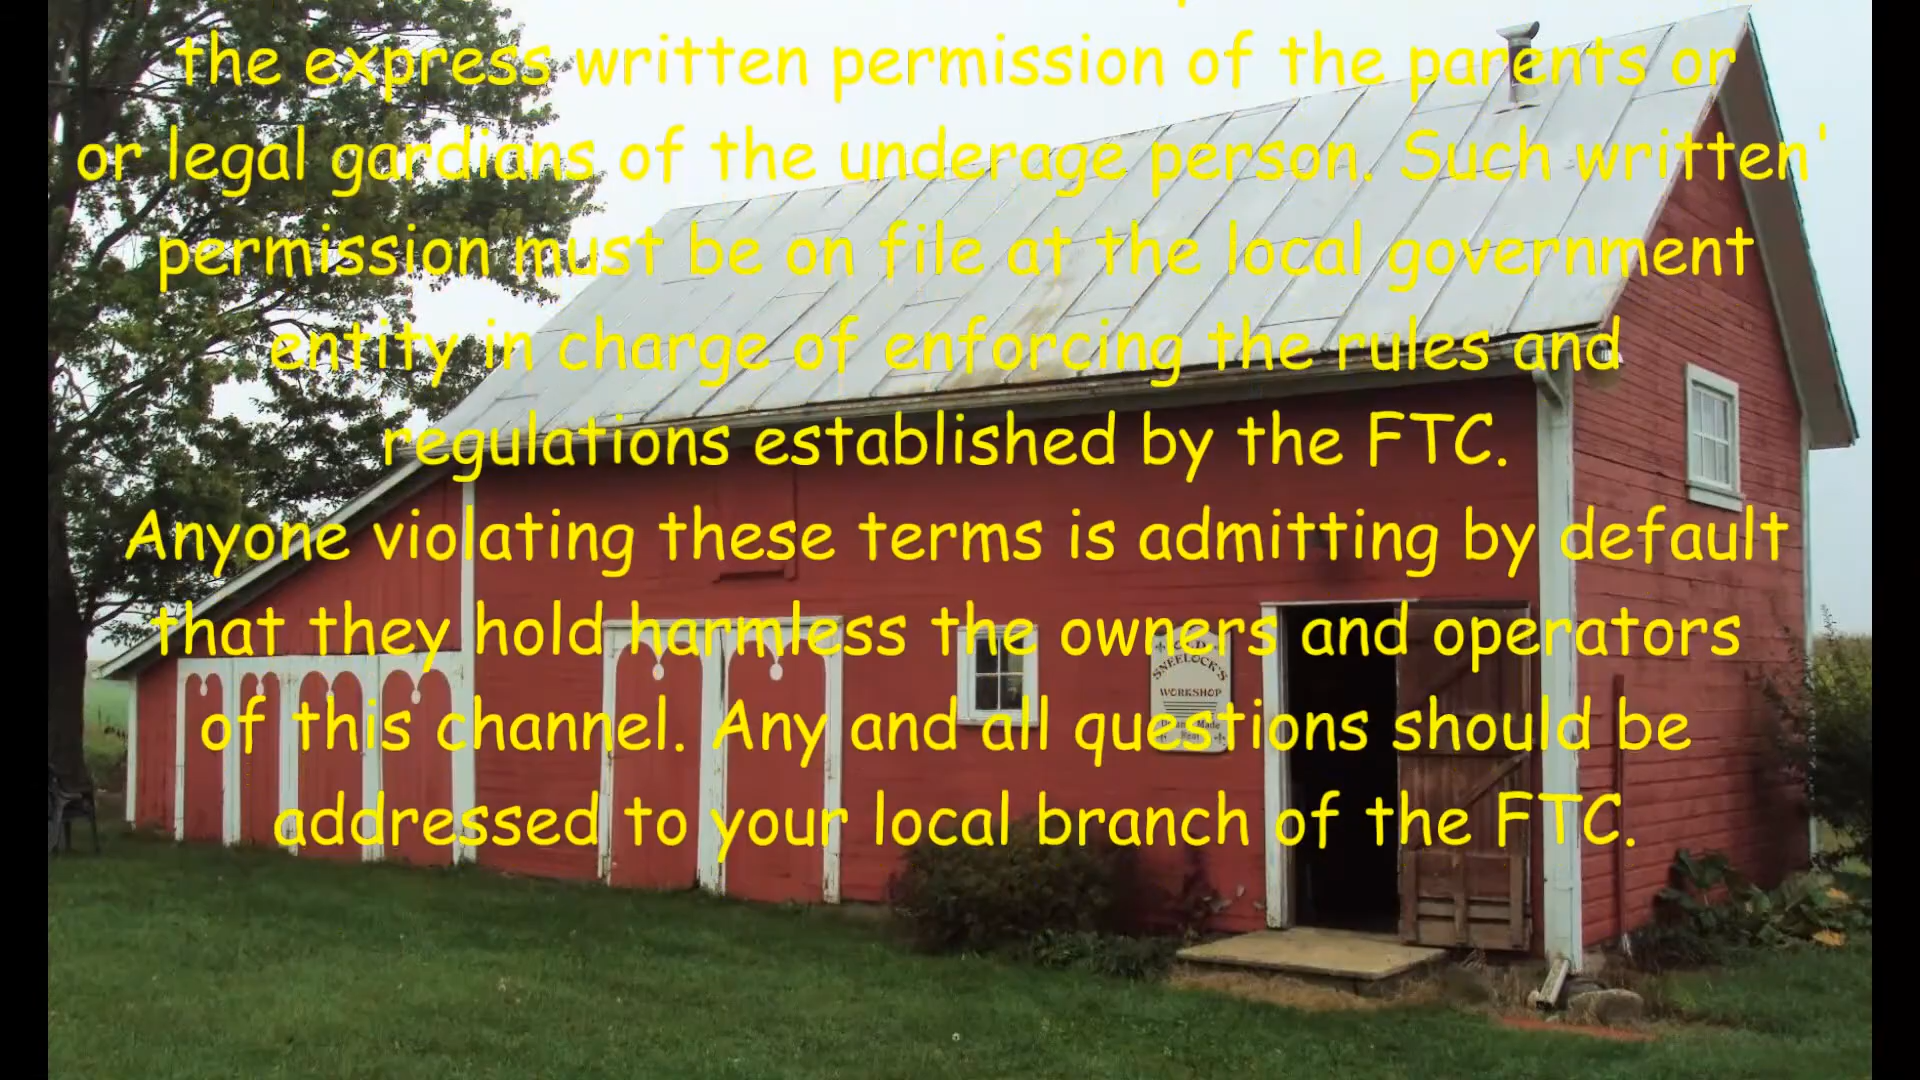 the express written permission of the parents or
or legal gardians of the underage person. Such written'
permission must be on file at the local government
entity in charge of enforcing the rules and
regulations established by the FTC.
Anyone violating these terms is admitting by default
that they hold harmless the owners and operators
of this channel. Any and all questions should be
addressed to your local branch of the FTC.
SNEELOCK'S
WORKSHOP